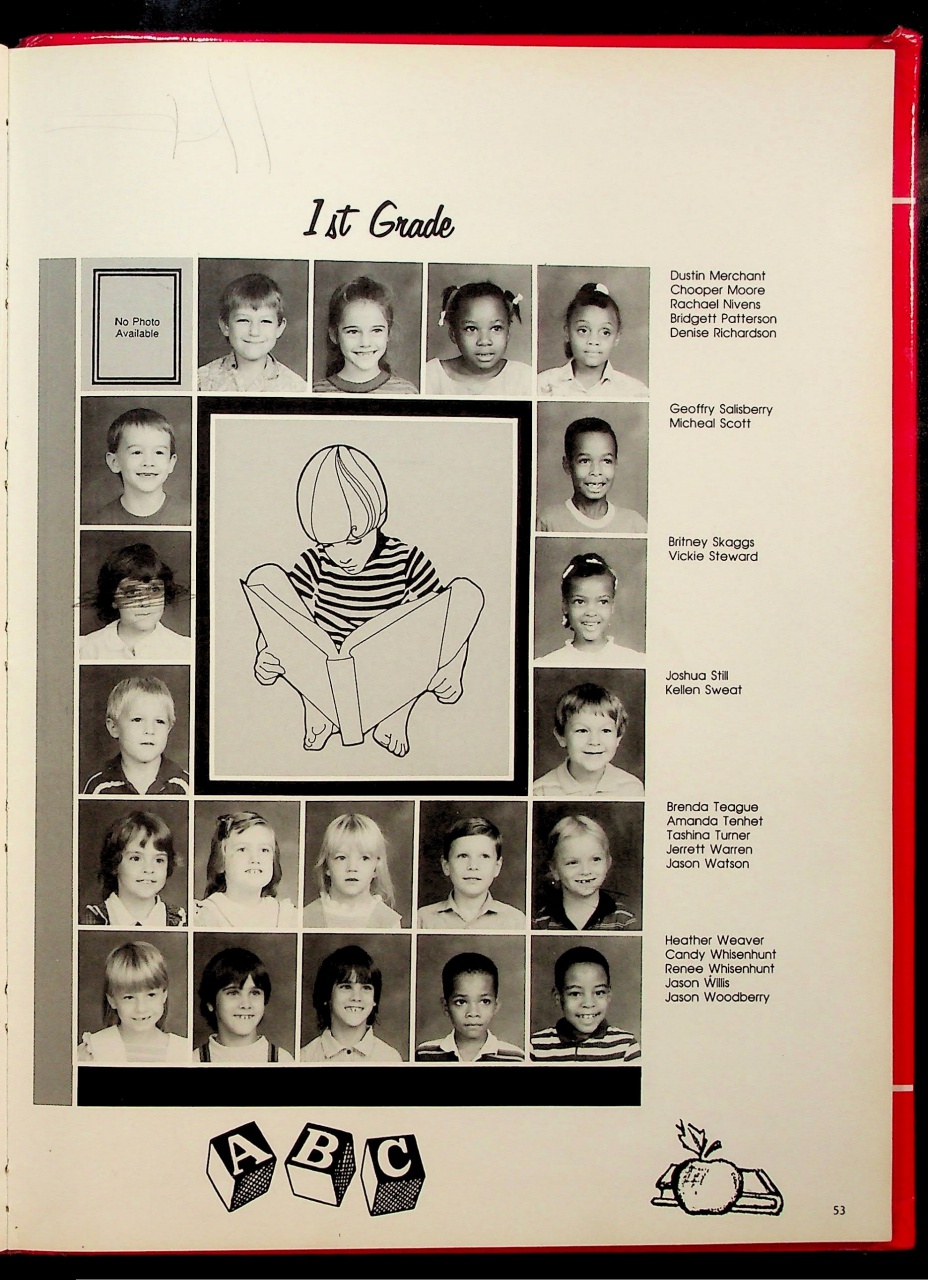 1st Grade
No Photo
Available
Dustin Merchant
Chooper Moore
Rachael Nivens
Bridgett Patterson
Denise Richardson
Geoffry Salisberry
Micheal Scott
Britney Skaggs
Vickie Steward
Joshua Still
Kellen Sweat
Brenda Teague
Amanda Tenhet
Tashina Turner
Jerrett Warren
Jason Watson
Heather Weaver
Candy Whisenhunt
Renee Whisenhunt
Jason Willis
Jason Woodberry
A B C
53